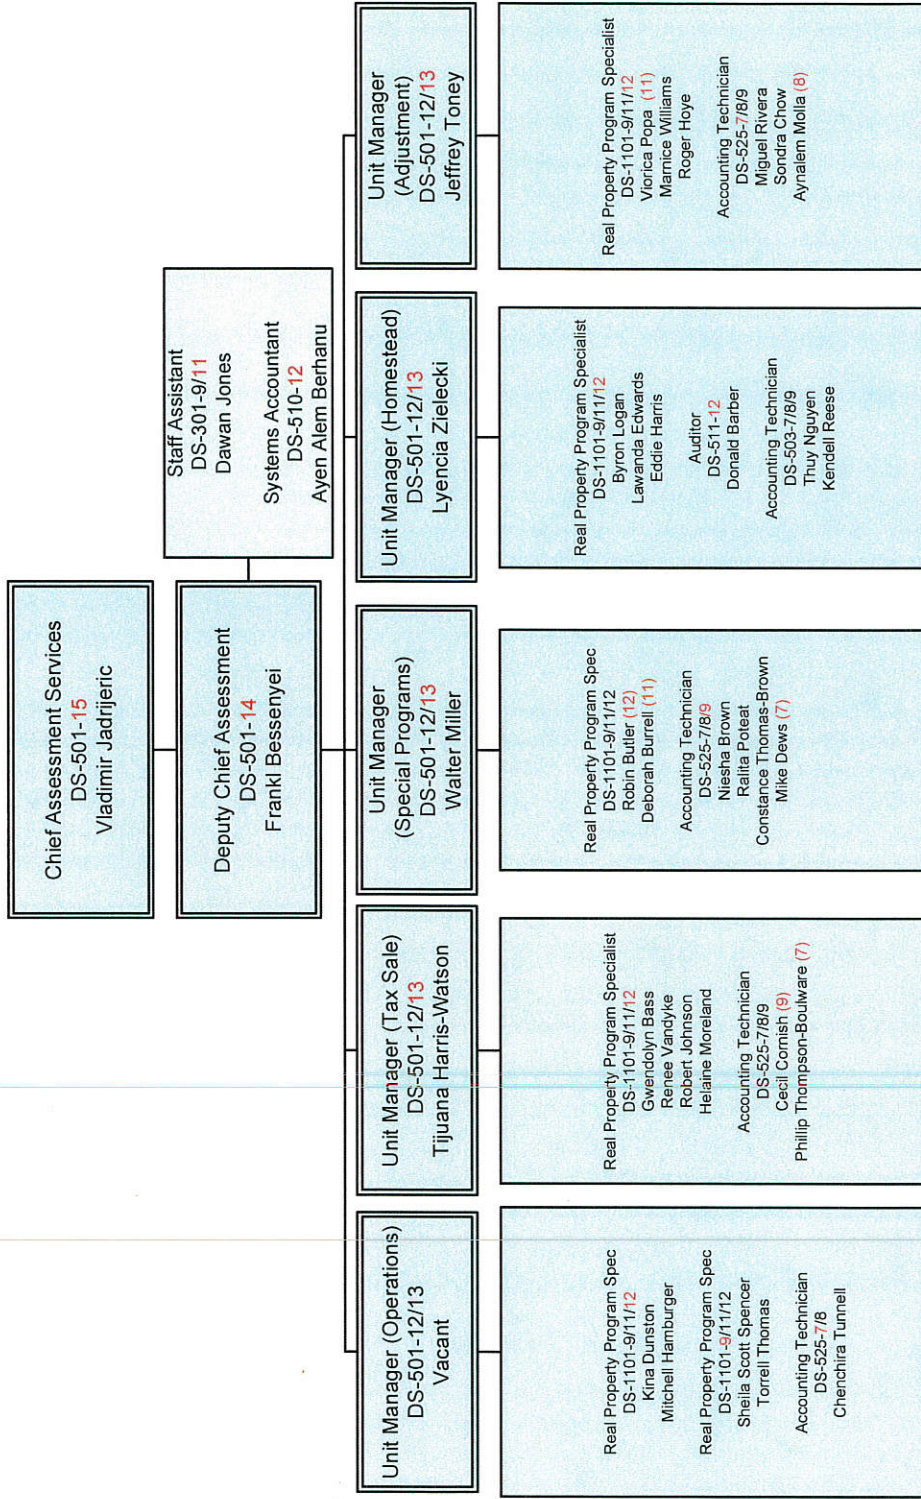 Chief Assessment Services
DS-501-15
Vladimir Jadrijeric
Deputy Chief Assessment
DS-501-14
Frankl Bessenyei
Staff Assistant
DS-301-9/11
Dawan Jones
Systems Accountant
DS-510-12
Ayen Alem Berhanu
Unit Manager (Operations)
DS-501-12/13
Vacant
Unit Manager (Tax Sale)
DS-501-12/13
Tijuana Harris-Watson
Unit Manager
(Special Programs)
DS-501-12/13
Walter Miller
Unit Manager (Homestead)
DS-501-12/13
Lyencia Zielecki
Unit Manager
(Adjustment)
DS-501-12/13
Jeffrey Toney
Real Property Program Spec
DS-1101-9/11/12
Kina Dunston
Mitchell Hamburger
Real Property Program Spec
DS-1101-9/11/12
Sheila Scott Spencer
Torrell Thomas
Accounting Technician
DS-525-7/8
Chenchira Tunnell
Real Property Program Specialist
DS-1101-9/11/12
Gwendolyn Bass
Renee Vandyke
Robert Johnson
Helaine Moreland
Accounting Technician
DS-525-7/8/9
Cecil Cornish (9)
Phillip Thompson-Boulware (7)
Real Property Program Spec
DS-1101-9/11/12
Robin Butler (12)
Deborah Burrell (11)
Accounting Technician
DS-525-7/8/9
Niesha Brown
Ralita Poteat
Constance Thomas-Brown
Mike Dews (7)
Real Property Program Specialist
DS-1101-9/11/12
Byron Logan
Lawanda Edwards
Eddie Harris
Auditor
DS-511-12
Donald Barber
Accounting Technician
DS-503-7/8/9
Thuy Nguyen
Kendell Reese
Real Property Program Specialist
DS-1101-9/11/12
Viorica Popa (11)
Marnice Williams
Roger Hoye
Accounting Technician
DS-525-7/8/9
Miguel Rivera
Sondra Chow
Aynalem Molla (8)